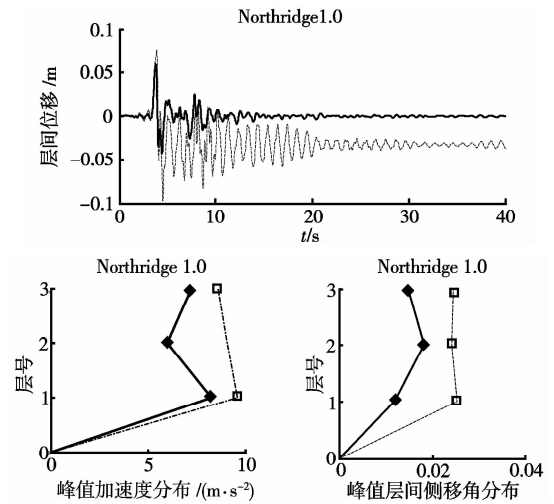 Northridge1.0
0.1
0.05
0
−0.05
−0.1
层间位移 /m
0 10 20 30 40
t/s
Northridge 1.0
3
2
1
0
层号
0 5 10
峰值加速度分布 /(m·s⁻²)
Northridge 1.0
3
2
1
0
层号
0 0.02 0.04
峰值层间侧移角分布